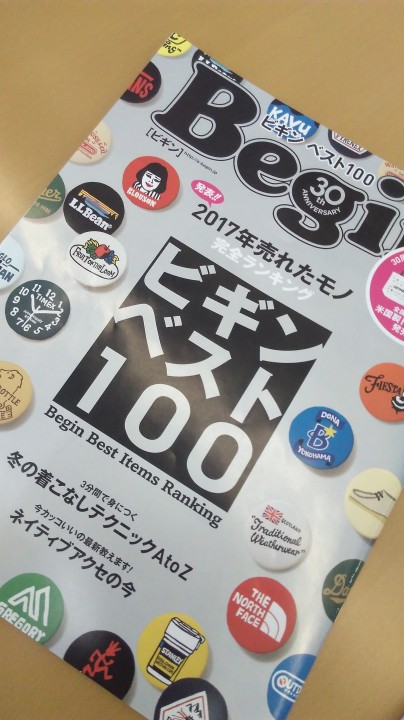 Begin
[ビギン]
30th
ANNIVERSARY
KAVU
ビギン ベスト100
発表!!
2017年売れたモノ
完全ランキング
ビギン
ベスト
100
Begin Best Items Ranking
3分間で身につく
冬の着こなしテクニックAtoZ
今カッコいいの最新教えます!
ネイティブアクセの今
BLOUSON
L.L.Bean
FRUIT OF THE LOOM
TIMEX
FIESTA
DeNA
B
YOKOHAMA
SCOTLAND
"Traditional
Weatherwear"
THE
NORTH
FACE
GREGORY
STANLEY